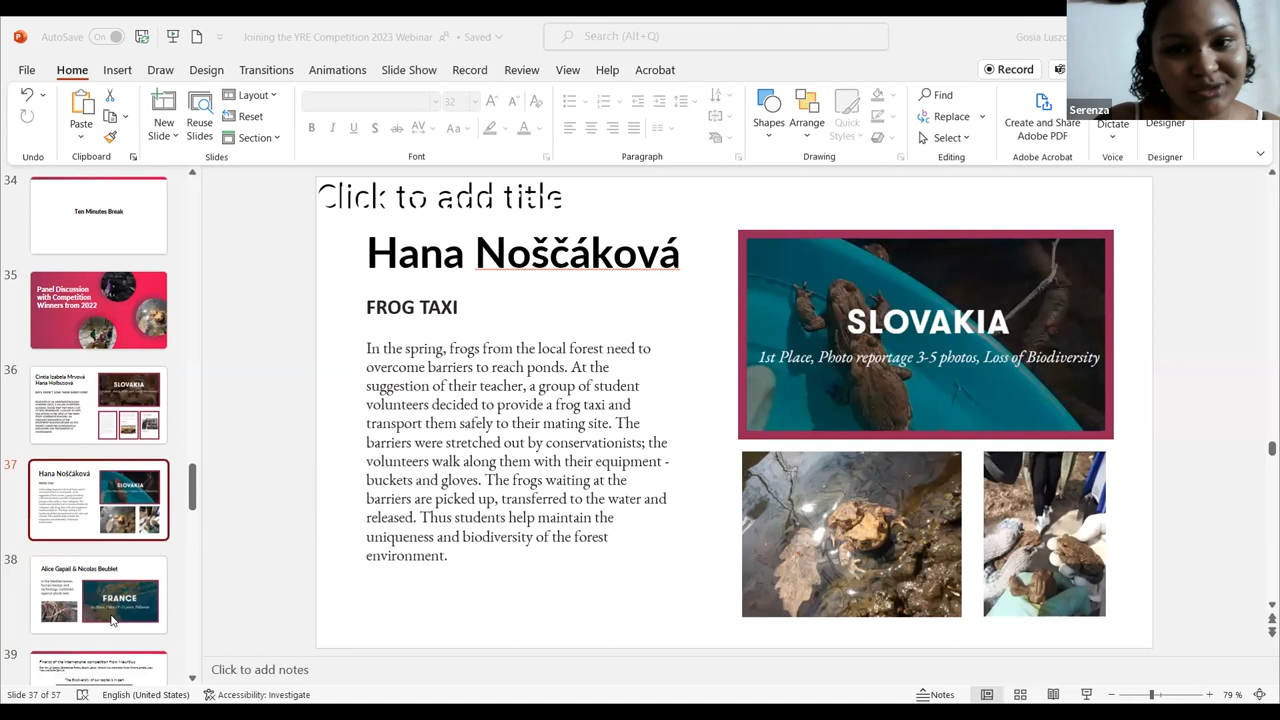 AutoSave
On
Joining the YRE Competition 2023 Webinar
• Saved
Search (Alt+Q)
Serenza
File
Home
Insert
Draw
Design
Transitions
Animations
Slide Show
Record
Review
View
Help
Acrobat
Record
Paste
New
Slide
Reuse
Slides
Layout
Reset
Section
32
B
I
U
S
ab
AV
Aa
A
Shapes
Arrange
Quick
Styles
Find
Replace
Select
Create and Share
Adobe PDF
Dictate
Designer
Undo
Clipboard
Slides
Font
Paragraph
Drawing
Editing
Adobe Acrobat
Voice
Designer
34
Ten Minutes Break
35
Panel Discussion
with Competition
Winners from 2022
36
SLOVAKIA
37
Hana Noščáková
SLOVAKIA
38
Alice Gapail & Nicolas Beublet
FRANCE
39
Click to add title
Hana Noščáková
FROG TAXI
In the spring, frogs from the local forest need to
overcome barriers to reach ponds. At the
suggestion of their teacher, a group of student
volunteers decided to provide a frog taxi and
transport them safely to their mating site. The
barriers were stretched out by conservationists; the
volunteers walk along them with their equipment -
buckets and gloves. The frogs waiting at the
barriers are picked up, transferred to the water and
released. Thus students help maintain the
uniqueness and biodiversity of the forest
environment.
SLOVAKIA
1st Place, Photo reportage 3-5 photos, Loss of Biodiversity
Click to add notes
Slide 37 of 57
English (United States)
Accessibility: Investigate
Notes
79 %